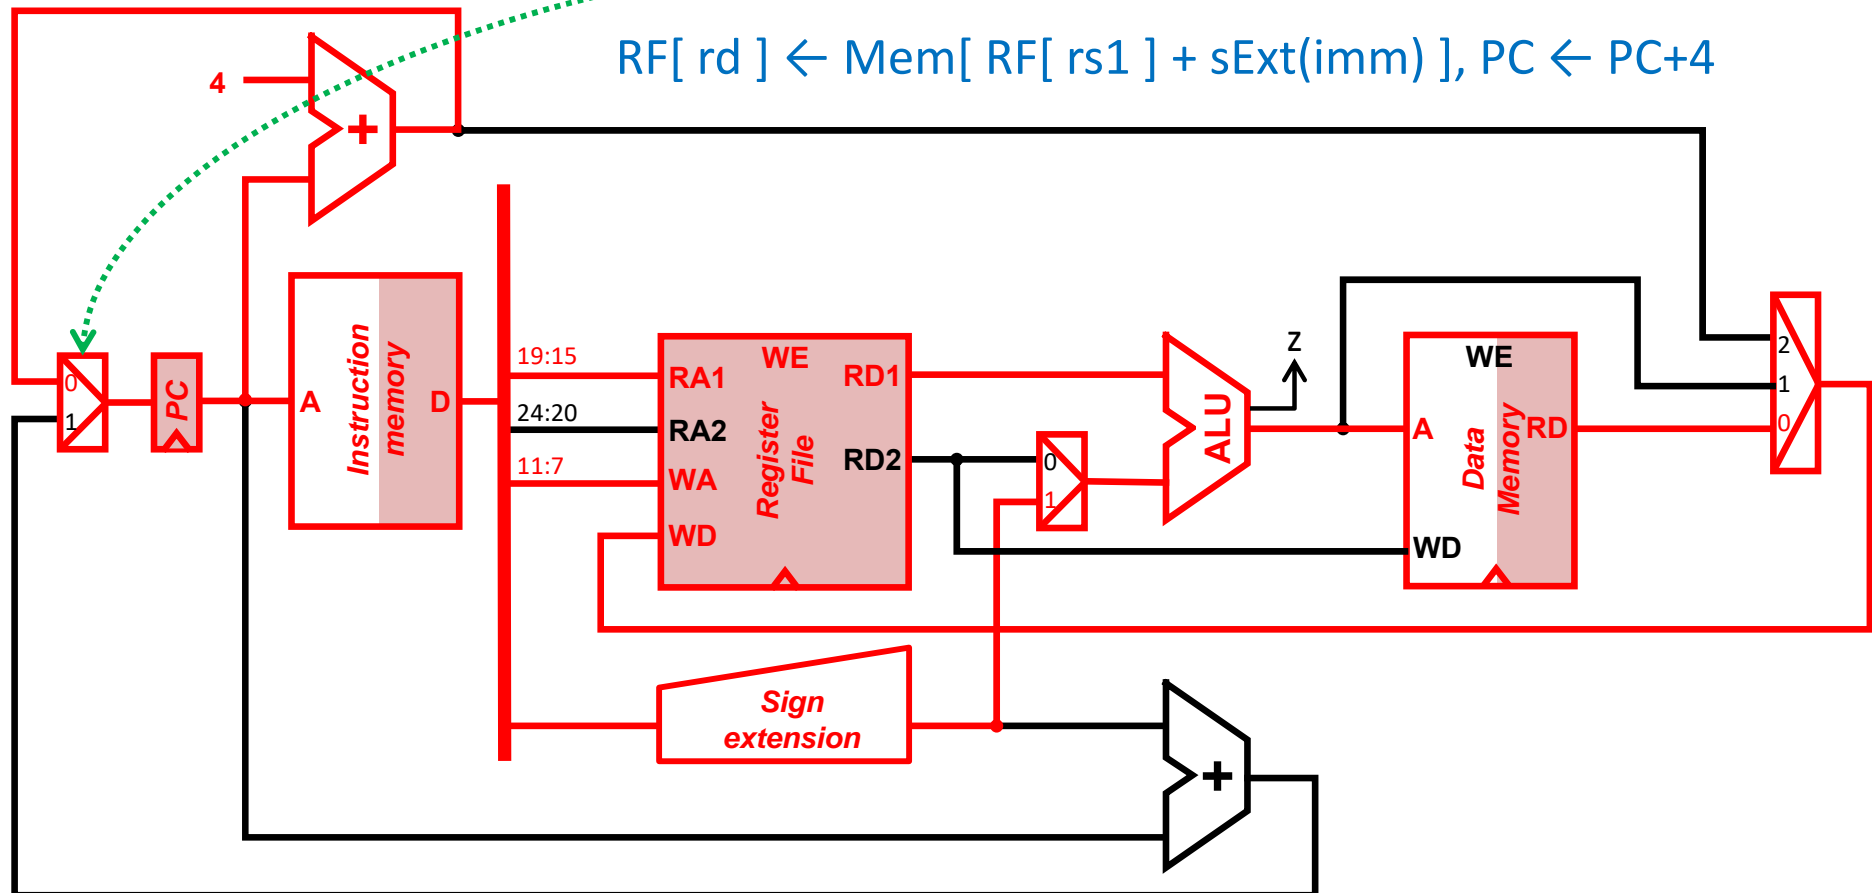 RF[ rd ] ← Mem[ RF[ rs1 ] + sExt(imm) ], PC ← PC+4
4
+
0
1
PC
A
Instruction
memory
D
19:15
24:20
11:7
RA1
RA2
WA
WD
WE
Register
File
RD1
RD2
0
1
ALU
Z
A
WE
Data
Memory
RD
WD
2
1
0
Sign
extension
+